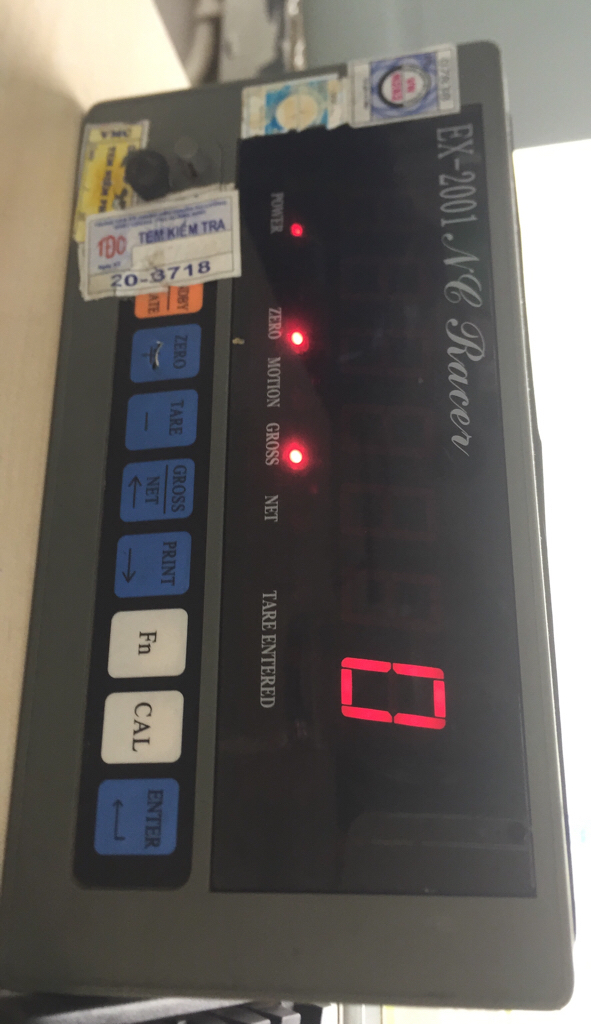 EX-2001 NC Racer
0
POWER
ZERO
MOTION
GROSS
NET
TARE ENTERED
TEM KIỂM TRA
20-3718
ZERO
TARE
GROSS
NET
PRINT
Fn
CAL
ENTER